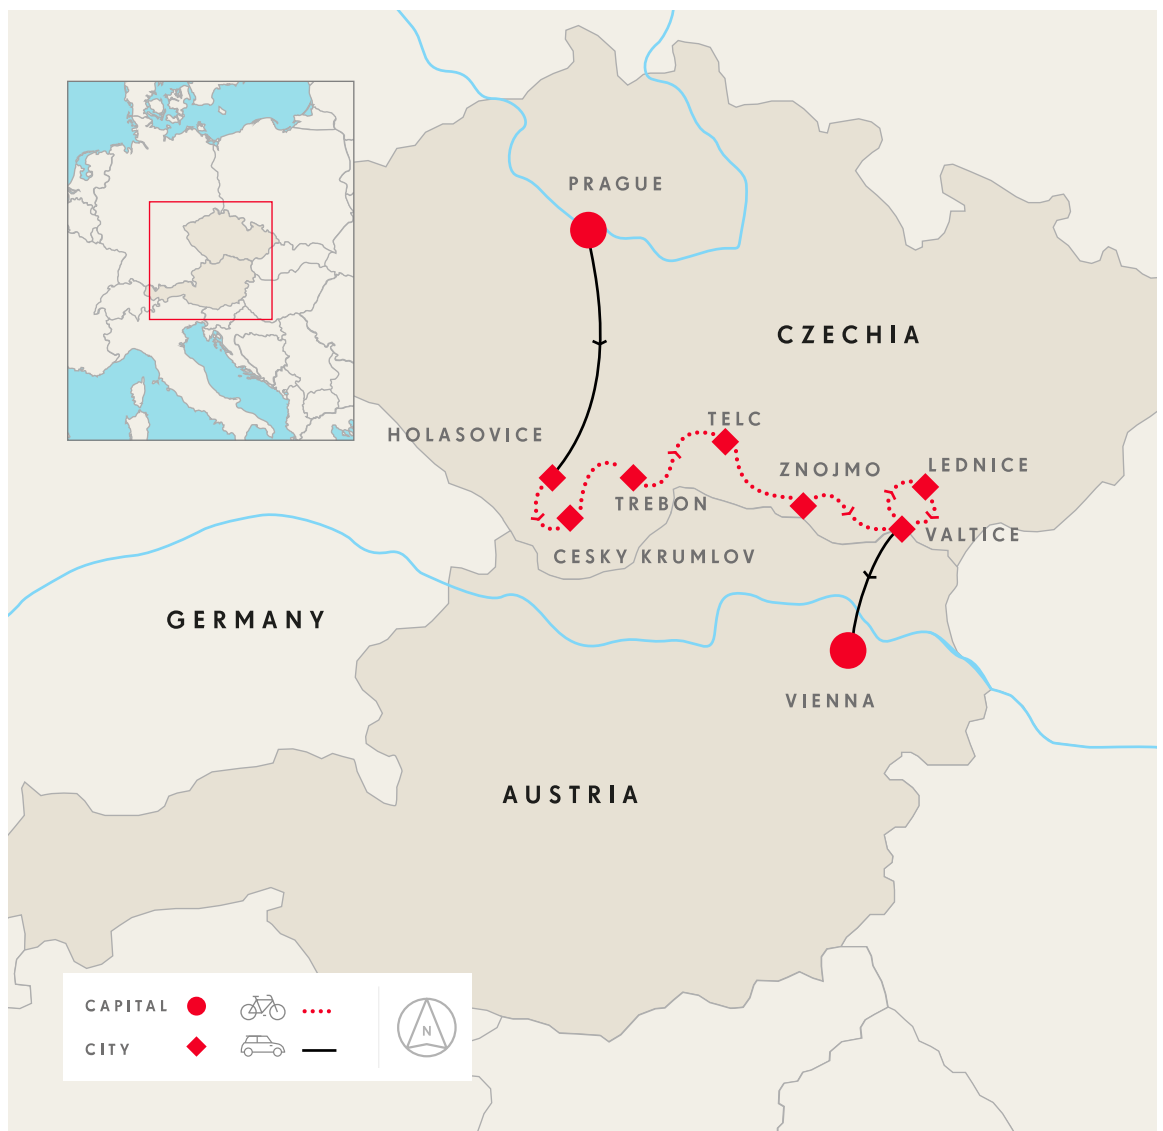 PRAGUE
CZECHIA
TELC
HOLASOVICE
LEDNICE
ZNOJMO
TREBON
VALTICE
CESKY KRUMLOV
GERMANY
VIENNA
AUSTRIA
CAPITAL
CITY
N